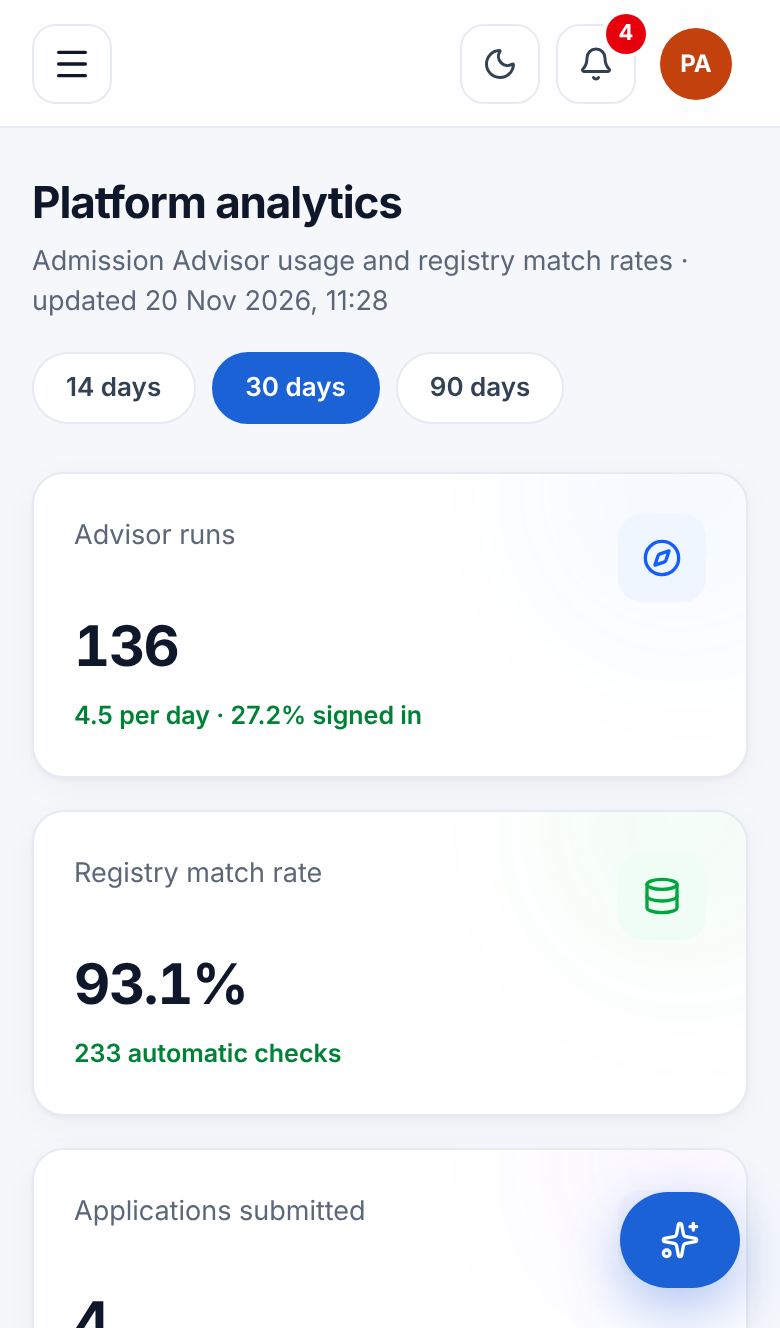 4
PA
Platform analytics
Admission Advisor usage and registry match rates ·
updated 20 Nov 2026, 11:28
14 days
30 days
90 days
Advisor runs
136
4.5 per day · 27.2% signed in
Registry match rate
93.1%
233 automatic checks
Applications submitted
4